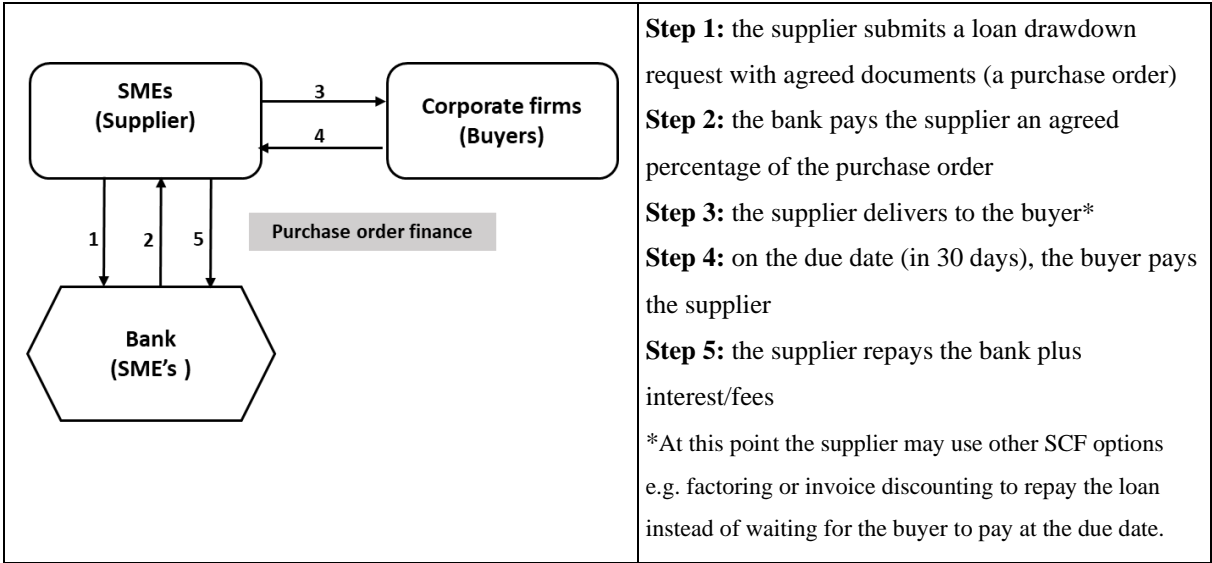 SMEs
(Supplier)
3
4
Corporate firms
(Buyers)
1
2
5
Purchase order finance
Bank
(SME's )
Step 1: the supplier submits a loan drawdown
request with agreed documents (a purchase order)
Step 2: the bank pays the supplier an agreed
percentage of the purchase order
Step 3: the supplier delivers to the buyer*
Step 4: on the due date (in 30 days), the buyer pays
the supplier
Step 5: the supplier repays the bank plus
interest/fees
*At this point the supplier may use other SCF options
e.g. factoring or invoice discounting to repay the loan
instead of waiting for the buyer to pay at the due date.